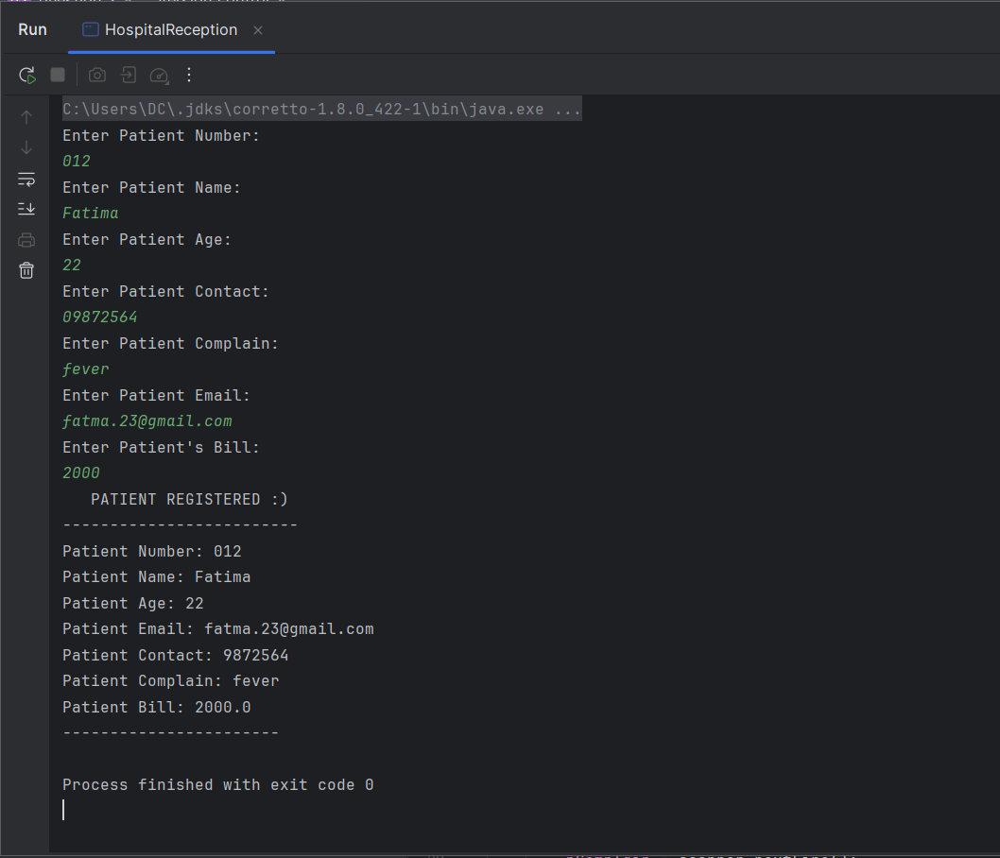 Run HospitalReception
C:\Users\DC\.jdks\corretto-1.8.0_422-1\bin\java.exe ...
Enter Patient Number:
012
Enter Patient Name:
Fatima
Enter Patient Age:
22
Enter Patient Contact:
09872564
Enter Patient Complain:
fever
Enter Patient Email:
fatma.23@gmail.com
Enter Patient's Bill:
2000
   PATIENT REGISTERED :)
-------------------------
Patient Number: 012
Patient Name: Fatima
Patient Age: 22
Patient Email: fatma.23@gmail.com
Patient Contact: 9872564
Patient Complain: fever
Patient Bill: 2000.0
-----------------------
Process finished with exit code 0